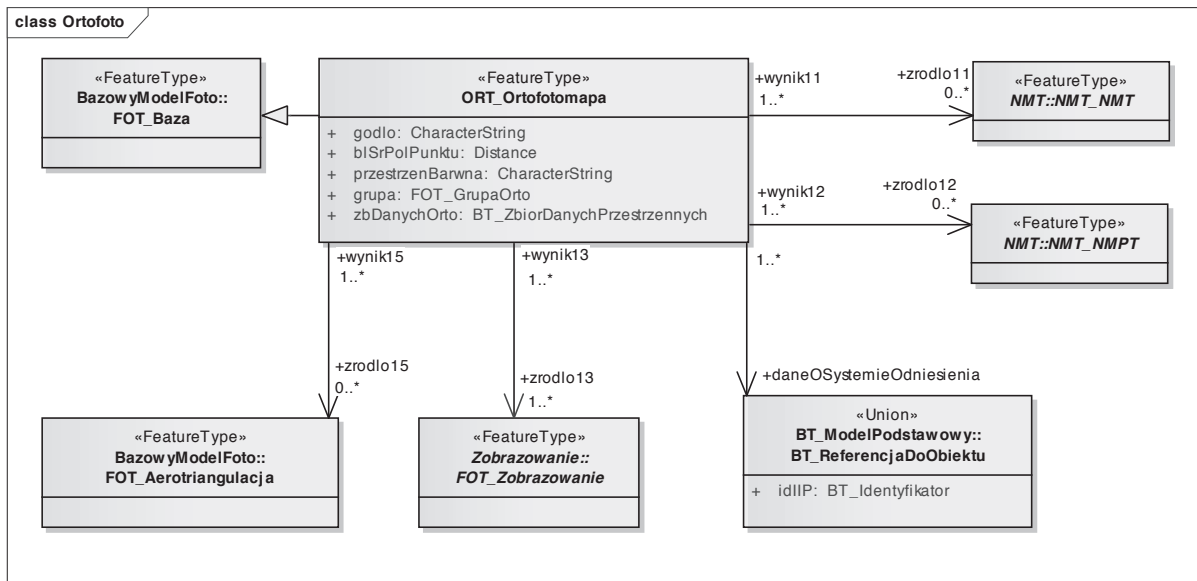 class Ortofoto
«FeatureType»
BazowyModelFoto::
FOT_Baza
«FeatureType»
ORT_Ortofotomapa
+ godlo: CharacterString
+ blSrPolPunktu: Distance
+ przestrzenBarwna: CharacterString
+ grupa: FOT_GrupaOrto
+ zbDanychOrto: BT_ZbiorDanychPrzestrzennych
+wynik11
1..*
+zrodlo11
0..*
«FeatureType»
NMT::NMT_NMT
+wynik12
1..*
+zrodlo12
0..*
«FeatureType»
NMT::NMT_NMPT
+wynik15
1..*
+wynik13
1..*
1..*
+zrodlo15
0..*
+zrodlo13
1..*
+daneOSystemieOdniesienia
«FeatureType»
BazowyModelFoto::
FOT_Aerotriangulacja
«FeatureType»
Zobrazowanie::
FOT_Zobrazowanie
«Union»
BT_ModelPodstawowy::
BT_ReferencjaDoObiektu
+ idIIP: BT_Identyfikator